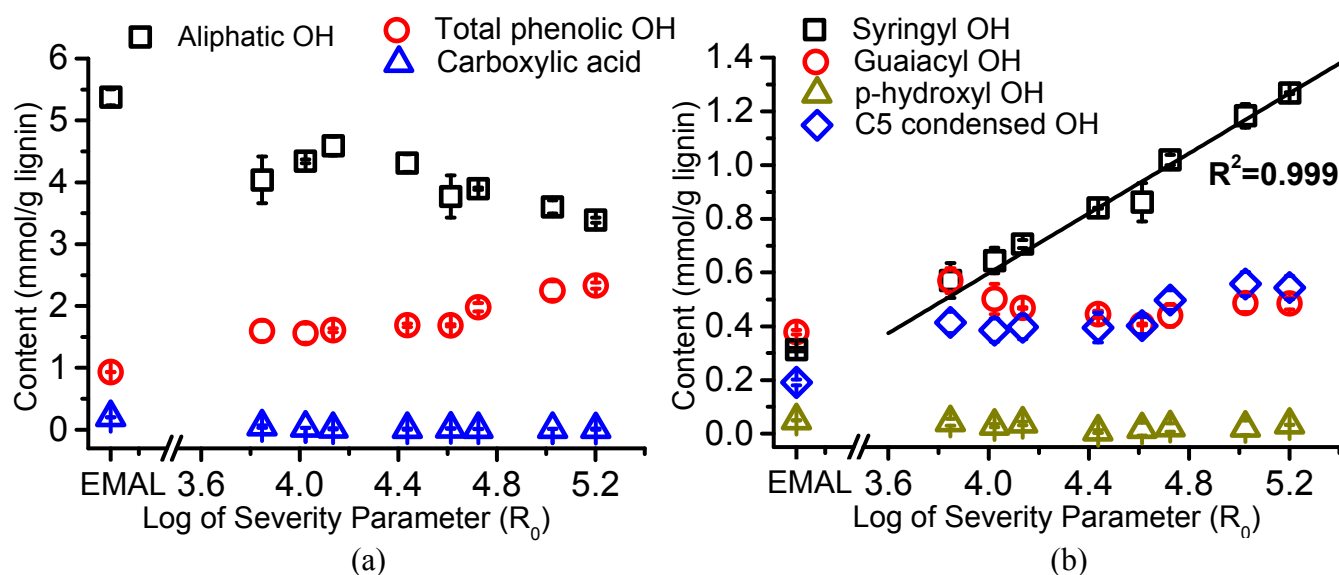 Aliphatic OH
Total phenolic OH
Carboxylic acid
6
5
4
3
2
1
0
Content (mmol/g lignin)
EMAL 3.6 4.0 4.4 4.8 5.2
Log of Severity Parameter (R0)
(a)
Syringyl OH
Guaiacyl OH
p-hydroxyl OH
C5 condensed OH
1.4
1.2
1.0
0.8
0.6
0.4
0.2
0.0
Content (mmol/g lignin)
R2=0.999
EMAL 3.6 4.0 4.4 4.8 5.2
Log of Severity Parameter (R0)
(b)